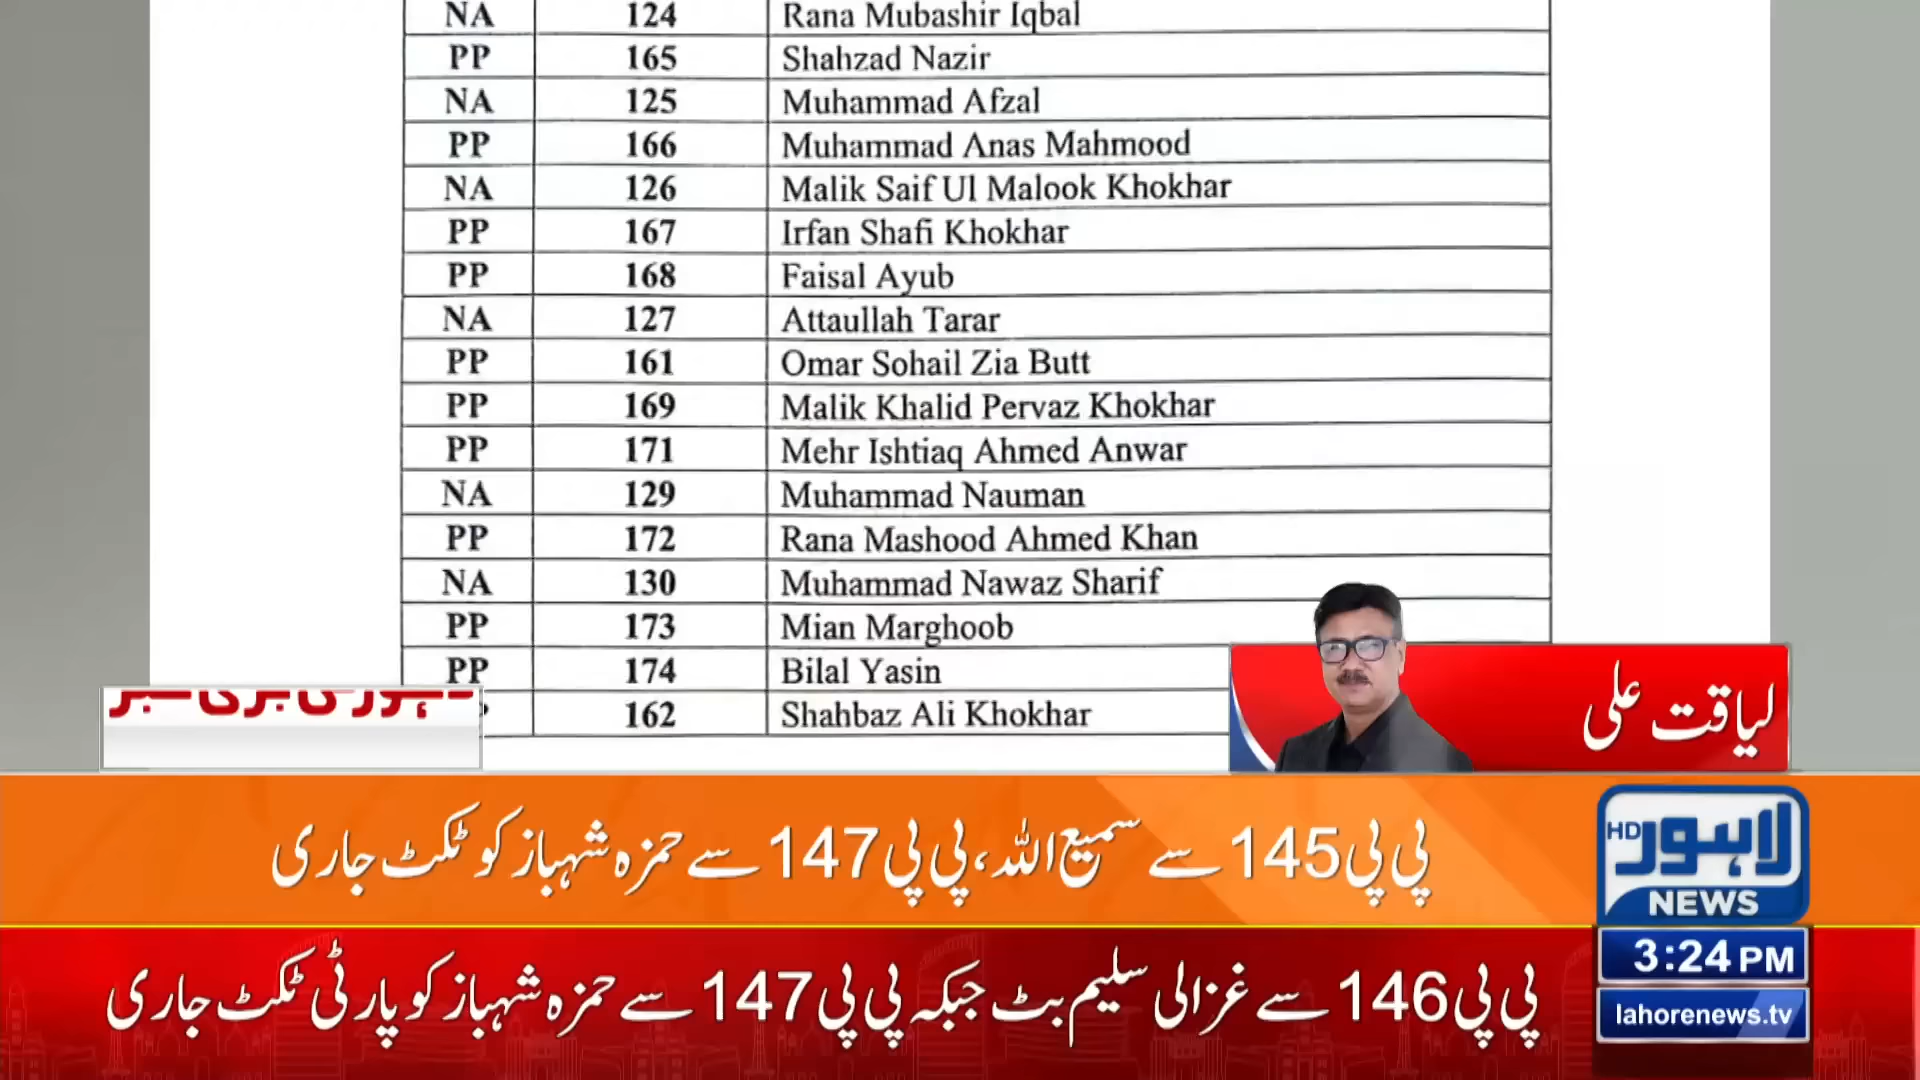 NA 124 Rana Mubashir Iqbal
PP 165 Shahzad Nazir
NA 125 Muhammad Afzal
PP 166 Muhammad Anas Mahmood
NA 126 Malik Saif Ul Malook Khokhar
PP 167 Irfan Shafi Khokhar
PP 168 Faisal Ayub
NA 127 Attaullah Tarar
PP 161 Omar Sohail Zia Butt
PP 169 Malik Khalid Pervaz Khokhar
PP 171 Mehr Ishtiaq Ahmed Anwar
NA 129 Muhammad Nauman
PP 172 Rana Mashood Ahmed Khan
NA 130 Muhammad Nawaz Sharif
PP 173 Mian Marghoob
PP 174 Bilal Yasin
162 Shahbaz Ali Khokhar
لیاقت علی
پی پی 145 سے سمیع اللہ، پی پی 147 سے حمزہ شہباز کو ٹکٹ جاری
لاہور HD
NEWS
پی پی 146 سے غزالی سلیم بٹ جبکہ پی پی 147 سے حمزہ شہباز کو پارٹی ٹکٹ جاری
3:24 PM
lahorenews.tv